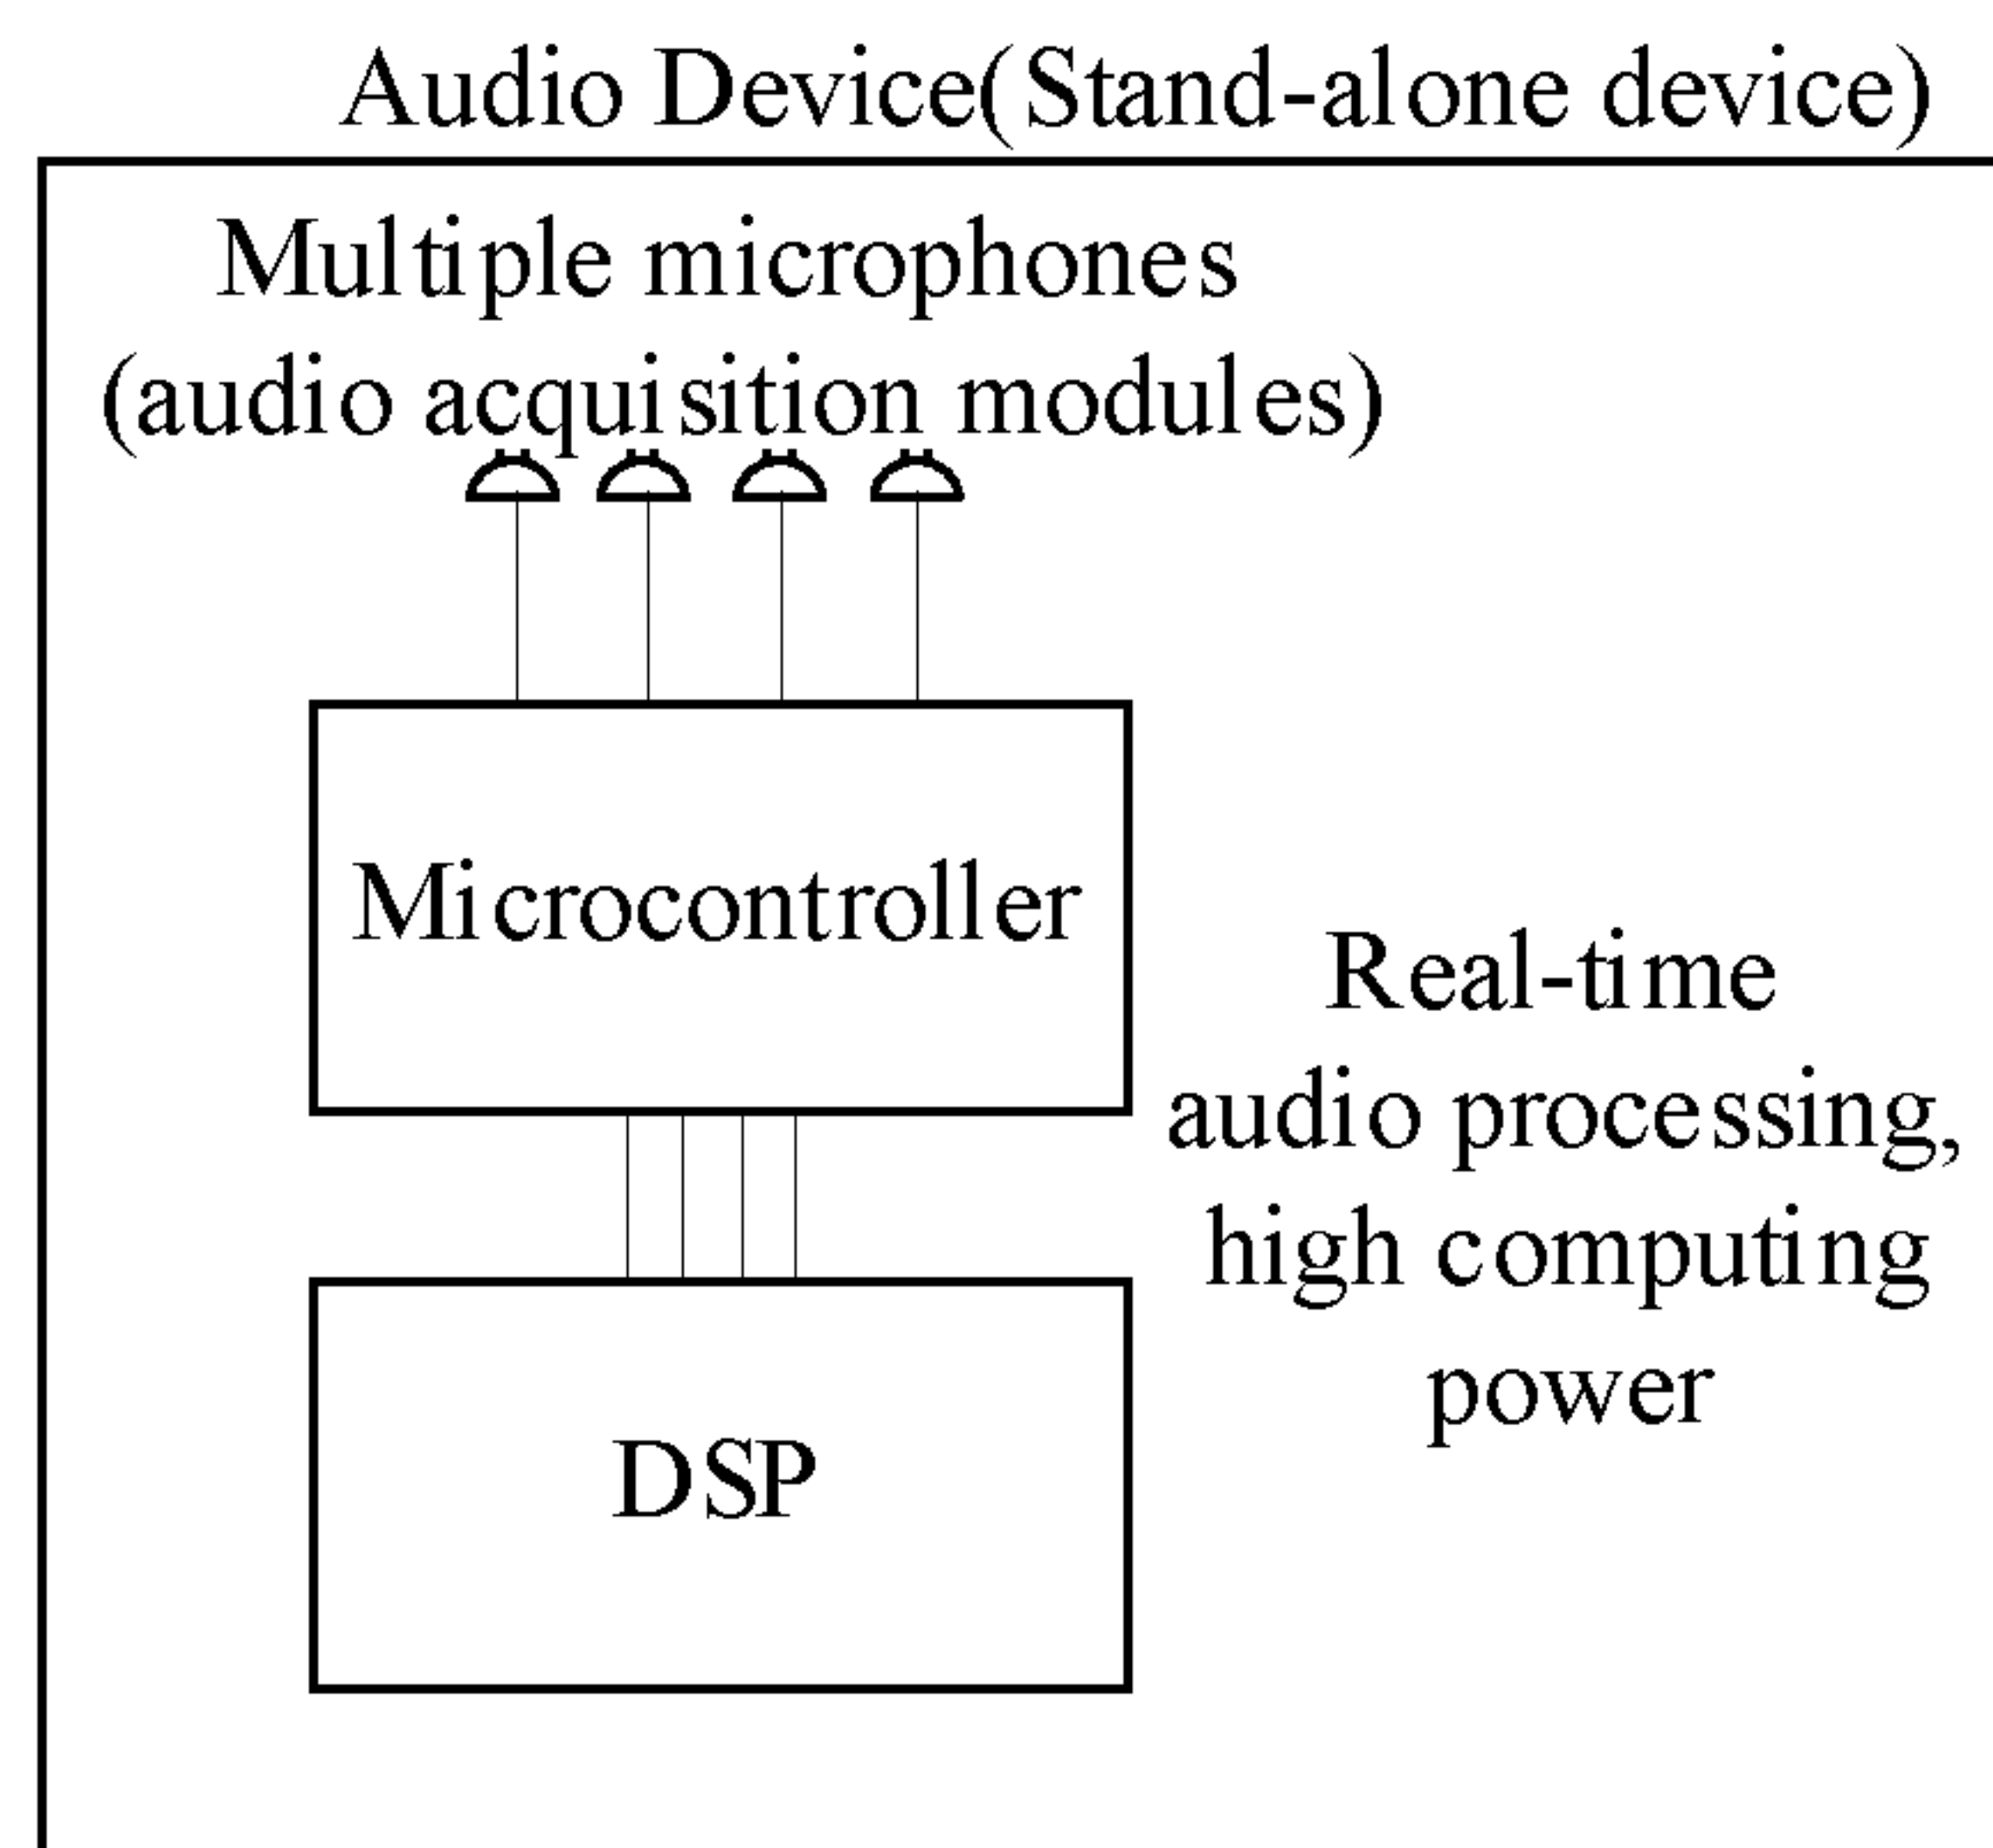 Audio Device(Stand-alone device)
Multiple microphones
(audio acquisition modules)
Microcontroller
Real-time
audio processing,
high computing
power
DSP